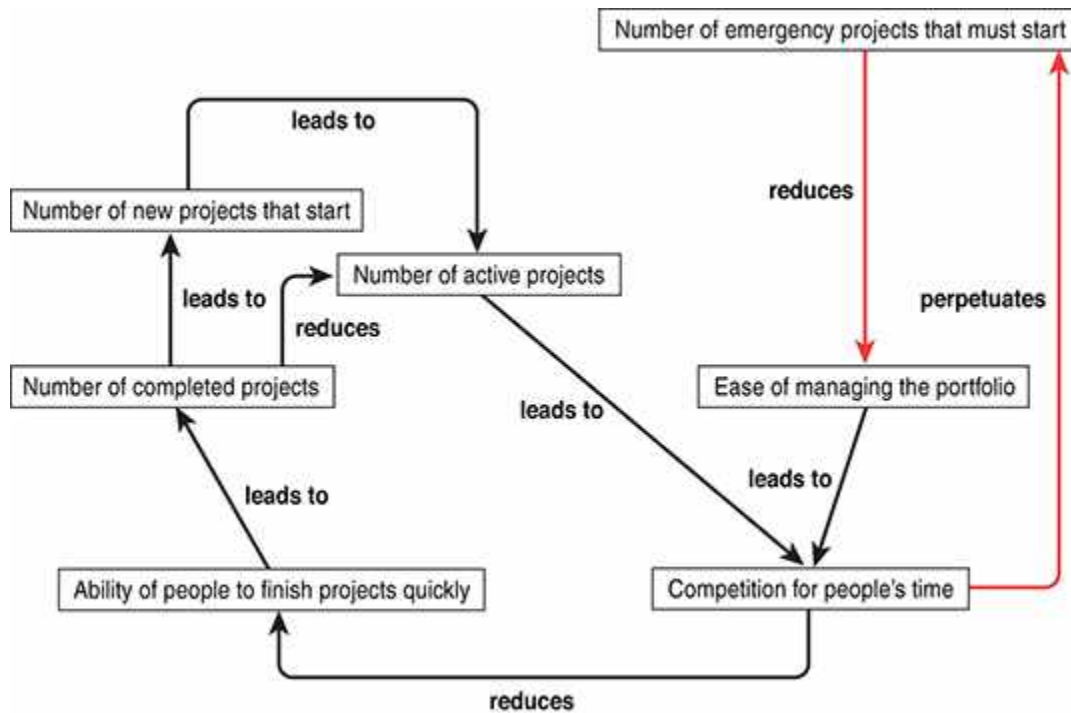 Number of emergency projects that must start
leads to
reduces
Number of new projects that start
Number of active projects
leads to
reduces
perpetuates
Number of completed projects
Ease of managing the portfolio
leads to
leads to
leads to
Ability of people to finish projects quickly
Competition for people's time
reduces